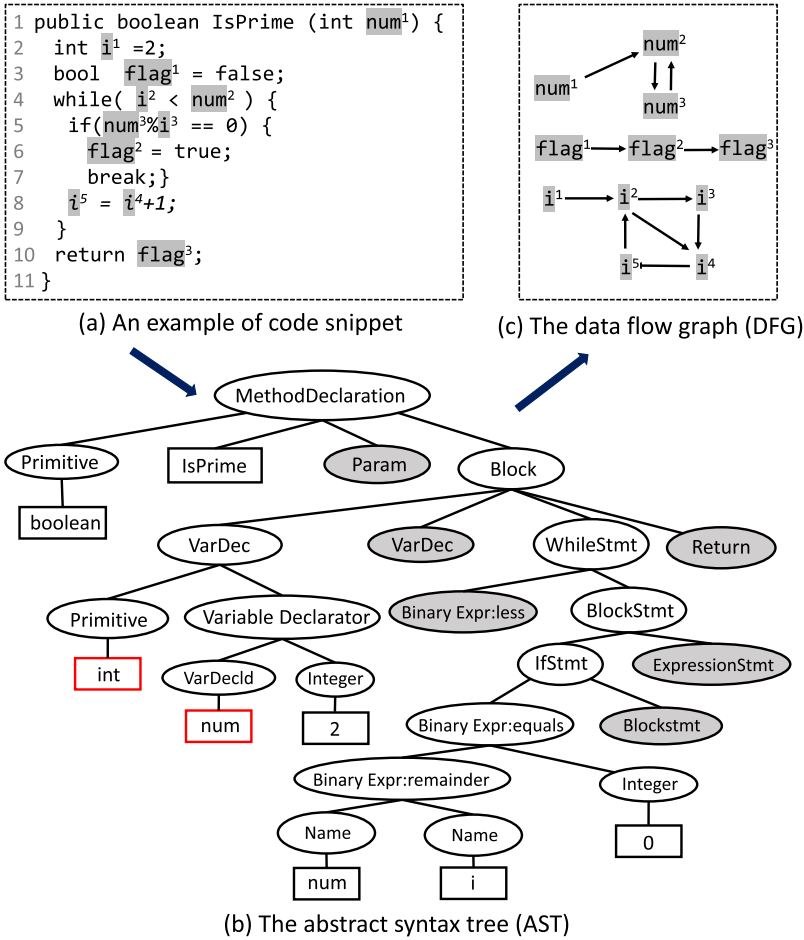 1 public boolean IsPrime (int num¹) {
2 int i¹ =2;
3 bool flag¹ = false;
4 while( i² < num² ) {
5 if(num³%i³ == 0) {
6 flag² = true;
7 break;}
8 i⁵ = i⁴+1;
9 }
10 return flag³;
11 }
(a) An example of code snippet
num²
num¹
num³
flag¹ flag² flag³
i¹ i² i³
i⁵ i⁴
(c) The data flow graph (DFG)
MethodDeclaration
Primitive IsPrime Param Block
boolean
VarDec VarDec WhileStmt Return
Primitive Variable Declarator Binary Expr:less BlockStmt
int VarDecId Integer IfStmt ExpressionStmt
num 2 Binary Expr:equals Blockstmt
Binary Expr:remainder Integer
Name Name 0
num i
(b) The abstract syntax tree (AST)